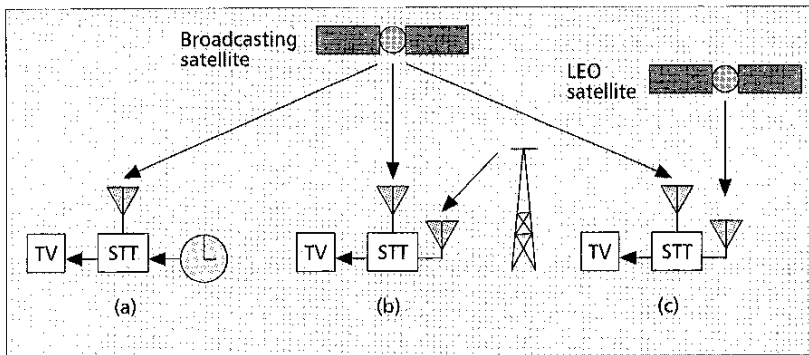 Broadcasting
satellite
LEO
satellite
TV
STT
TV
STT
TV
STT
(a)
(b)
(c)